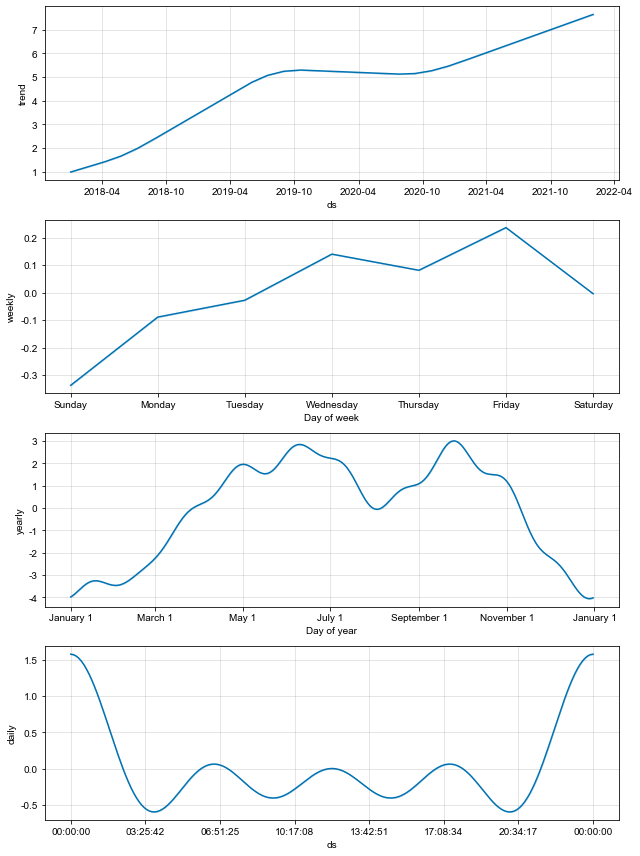 7
6
5
4
3
2
1
trend
2018-04 2018-10 2019-04 2019-10 2020-04 2020-10 2021-04 2021-10 2022-04
ds
0.2
0.1
0.0
-0.1
-0.2
-0.3
weekly
Sunday Monday Tuesday Wednesday Thursday Friday Saturday
Day of week
3
2
1
0
-1
-2
-3
-4
yearly
January 1 March 1 May 1 July 1 September 1 November 1 January 1
Day of year
1.5
1.0
0.5
0.0
-0.5
daily
00:00:00 03:25:42 06:51:25 10:17:08 13:42:51 17:08:34 20:34:17 00:00:00
ds